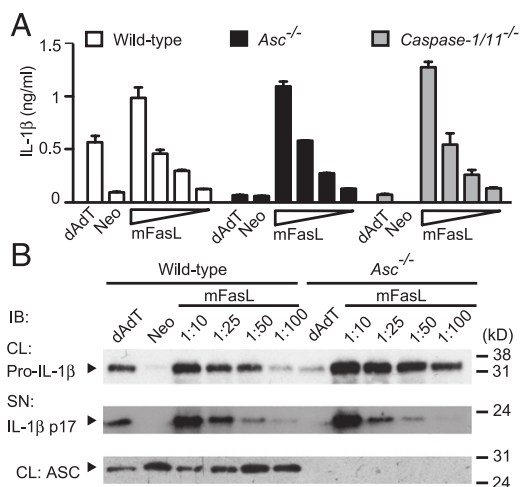 A
Wild-type
Asc-/-
Caspase-1/11-/-
IL-1β (ng/ml)
1.5
1
0.5
0
dAdT
Neo
mFasL
dAdT
Neo
mFasL
dAdT
Neo
mFasL
B
Wild-type
Asc-/-
mFasL
mFasL
IB:
dAdT
Neo
1:10
1:25
1:50
1:100
dAdT
1:10
1:25
1:50
1:100
(kD)
CL:
Pro-IL-1β
38
31
SN:
IL-1β p17
24
CL: ASC
31
24